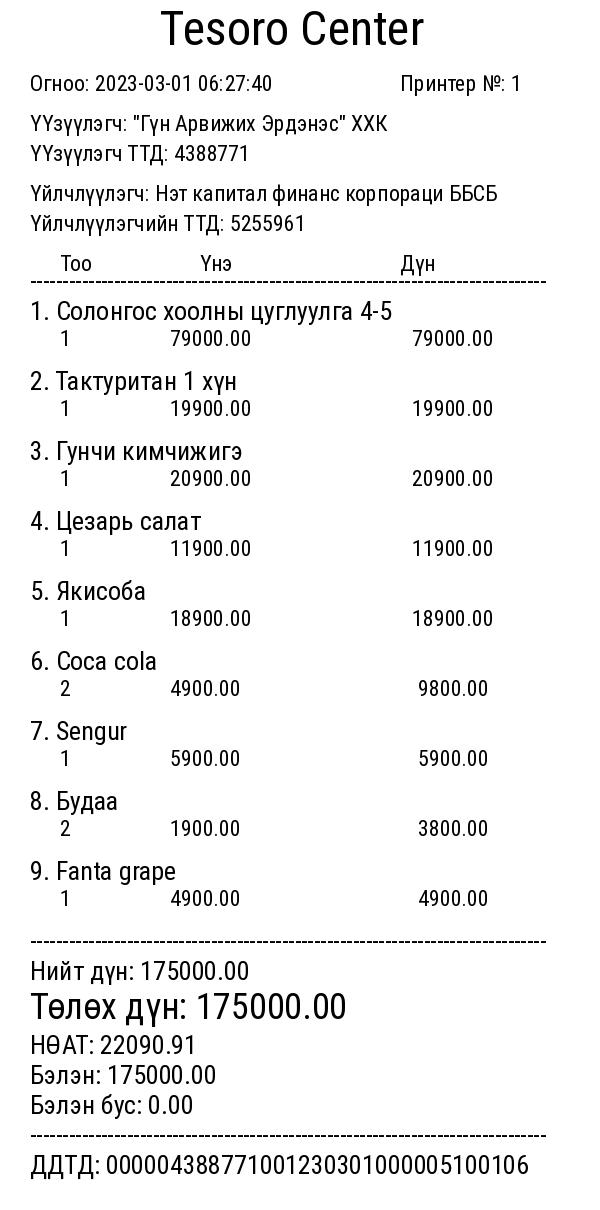 Tesoro Center
Огноо: 2023-03-01 06:27:40 Принтер №: 1
ҮҮзүүлэгч: "Гүн Арвижих Эрдэнэс" ХХК
ҮҮзүүлэгч ТТД: 4388771
Үйлчлүүлэгч: Нэт капитал финанс корпораци ББСБ
Үйлчлүүлэгчийн ТТД: 5255961
Тоо Үнэ Дүн
1. Солонгос хоолны цуглуулга 4-5
1 79000.00 79000.00
2. Тактуритан 1 хүн
1 19900.00 19900.00
3. Гунчи кимчижигэ
1 20900.00 20900.00
4. Цезарь салат
1 11900.00 11900.00
5. Якисоба
1 18900.00 18900.00
6. Coca cola
2 4900.00 9800.00
7. Sengur
1 5900.00 5900.00
8. Будаа
2 1900.00 3800.00
9. Fanta grape
1 4900.00 4900.00
Нийт дүн: 175000.00
Төлөх дүн: 175000.00
НӨАТ: 22090.91
Бэлэн: 175000.00
Бэлэн бус: 0.00
ДДТД: 000004388771001230301000005100106